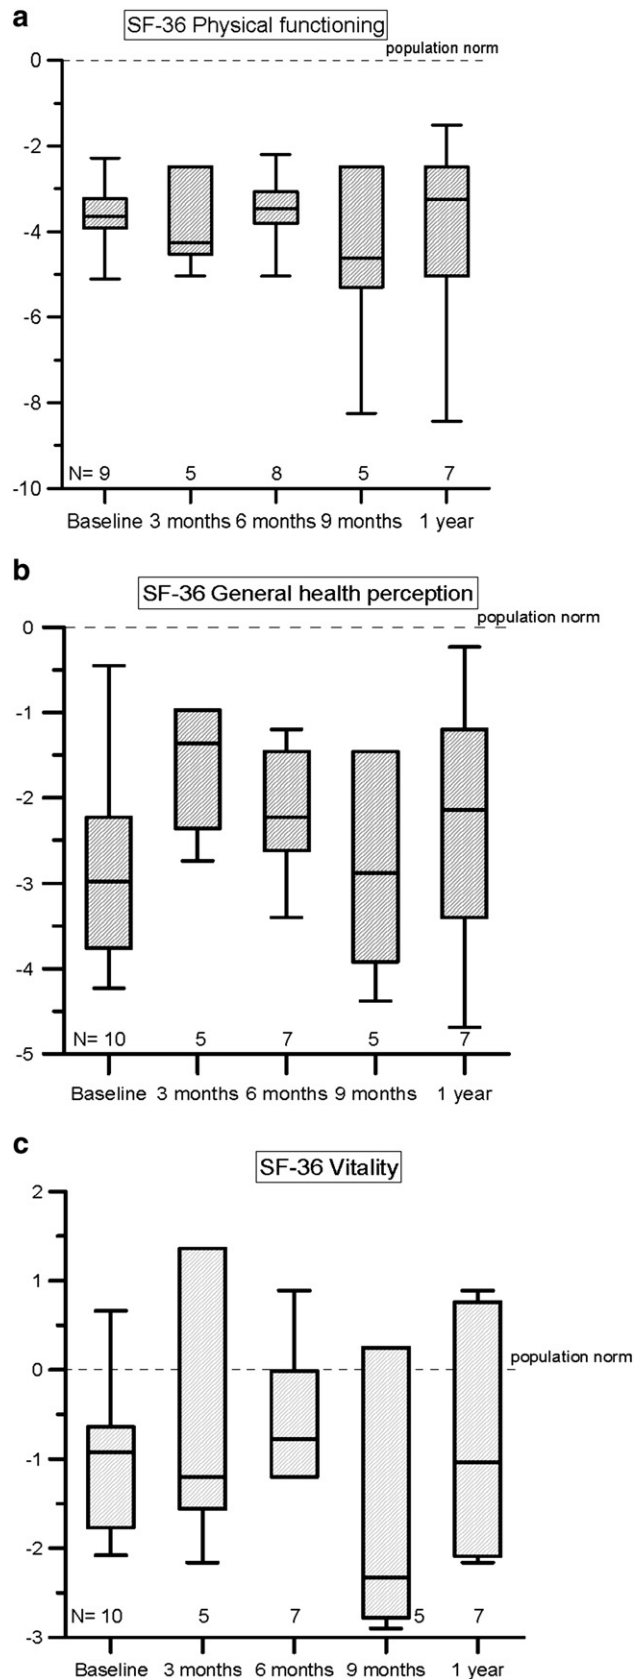 a
SF-36 Physical functioning
population norm
0
-2
-4
-6
-8
-10
N= 9 5 8 5 7
Baseline 3 months 6 months 9 months 1 year
b
SF-36 General health perception
population norm
0
-1
-2
-3
-4
-5
N= 10 5 7 5 7
Baseline 3 months 6 months 9 months 1 year
c
SF-36 Vitality
2
1
0
population norm
-1
-2
-3
N= 10 5 7 5 7
Baseline 3 months 6 months 9 months 1 year